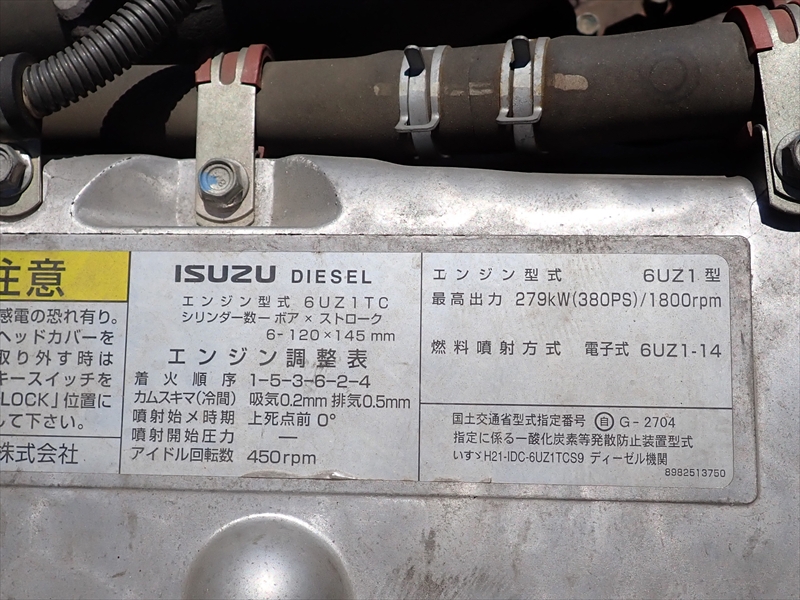 注意
感電の恐れ有り。
ヘッドカバーを
取り外す時は
キースイッチを
LOCK」位置に
して下さい。
株式会社
ISUZU DIESEL
エンジン型式 6UZ1TC
シリンダー数ー ボア × ストローク
6-120×145 mm
エンジン調整表
着火順序 1-5-3-6-2-4
カムスキマ(冷間) 吸気0.2mm 排気0.5mm
噴射始メ時期 上死点前 0°
噴射開始圧力 —
アイドル回転数 450rpm
エンジン型式 6UZ1型
最高出力 279kW(380PS)/1800rpm
燃料噴射方式 電子式 6UZ1-14
国土交通省型式指定番号 自 G-2704
指定に係る一酸化炭素等発散防止装置型式
いすゞH21-IDC-6UZ1TCS9 ディーゼル機関
8982513750